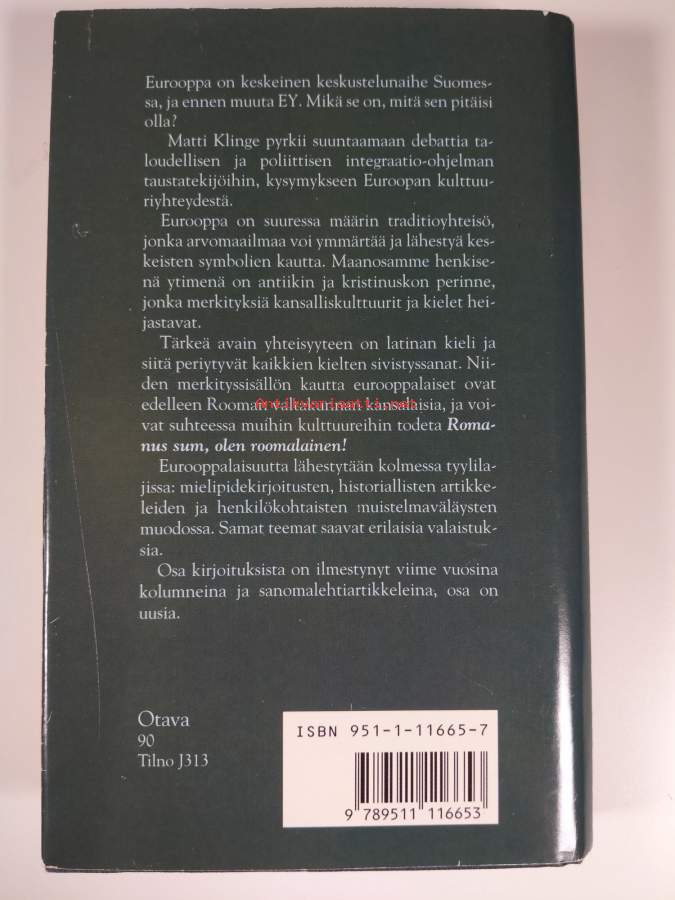 Eurooppa on keskeinen keskustelunaihe Suomes-
sa, ja ennen muuta EY. Mikä se on, mitä sen pitäisi
olla?
Matti Klinge pyrkii suuntaamaan debattia ta-
loudellisen ja poliittisen integraatio-ohjelman
taustatekijöihin, kysymykseen Euroopan kulttuu-
riyhteydestä.
Eurooppa on suuressa määrin traditioyhteisö,
jonka arvomaailmaa voi ymmärtää ja lähestyä kes-
keisten symbolien kautta. Maanosamme henkise-
nä ytimenä on antiikin ja kristinuskon perinne,
jonka merkityksiä kansalliskulttuurit ja kielet hei-
jastavat.
Tärkeä avain yhteisyyteen on latinan kieli ja
siitä periytyvät kaikkien kielten sivistyssanat. Nii-
den merkityssisällön kautta eurooppalaiset ovat
edelleen Rooman valtakunnan kansalaisia, ja voi-
Antikvariaatti.net
vat suhteessa muihin kulttuureihin todeta Roma-
nus sum, olen roomalainen!
Eurooppalaisuutta lähestytään kolmessa tyylila-
jissa: mielipidekirjoitusten, historiallisten artikke-
leiden ja henkilökohtaisten muistelmaväläysten
muodossa. Samat teemat saavat erilaisia valaistuk-
sia.
Osa kirjoituksista on ilmestynyt viime vuosina
kolumneina ja sanomalehtiartikkeleina, osa on
uusia.
Otava
90
Tilno J313
ISBN 951-1-11665-7
9 789511 116653